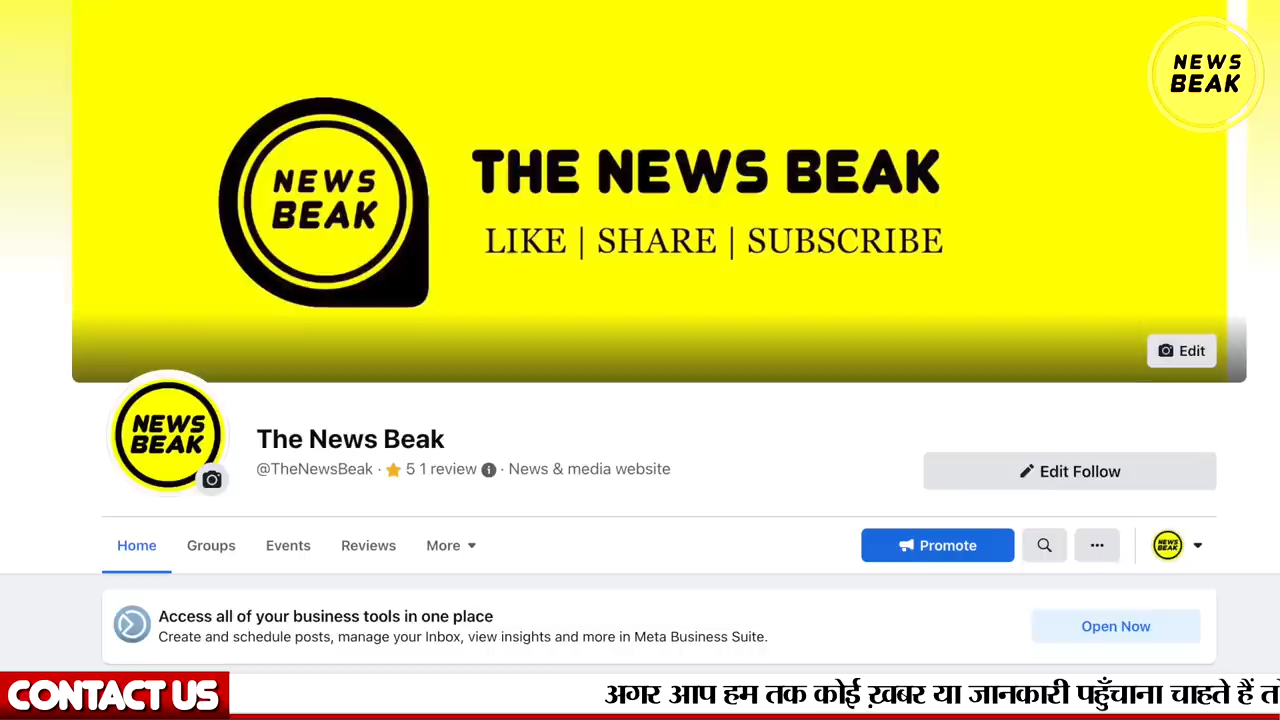 NEWS
BEAK
NEWS
BEAK
THE NEWS BEAK
LIKE | SHARE | SUBSCRIBE
Edit
NEWS
BEAK
The News Beak
@TheNewsBeak · 5 1 review · News & media website
Edit Follow
Home Groups Events Reviews More
Promote
NEWS
BEAK
Access all of your business tools in one place
Create and schedule posts, manage your Inbox, view insights and more in Meta Business Suite.
Open Now
CONTACT US
अगर आप हम तक कोई ख़बर या जानकारी पहुँचाना चाहते हैं तो